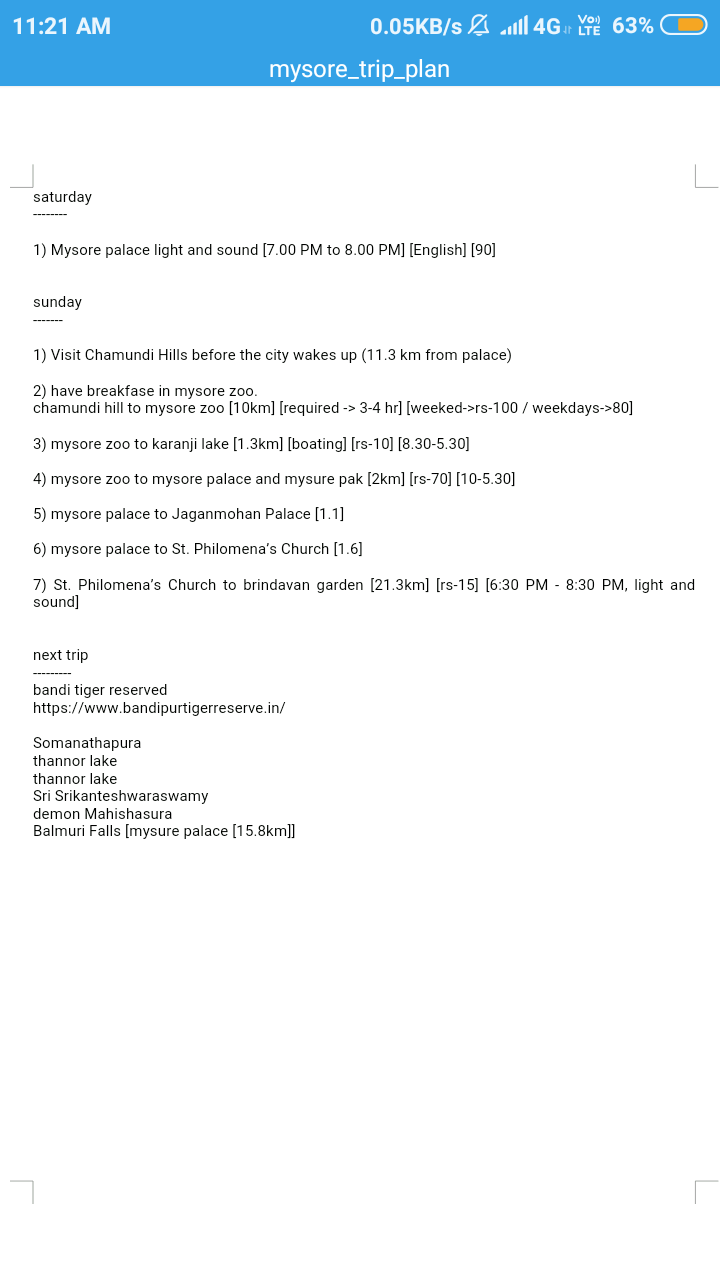 11:21 AM 0.05KB/s 4G Vo LTE 63%
mysore_trip_plan
saturday
--------
1) Mysore palace light and sound [7.00 PM to 8.00 PM] [English] [90]
sunday
-------
1) Visit Chamundi Hills before the city wakes up (11.3 km from palace)
2) have breakfase in mysore zoo.
chamundi hill to mysore zoo [10km] [required -> 3-4 hr] [weeked->rs-100 / weekdays->80]
3) mysore zoo to karanji lake [1.3km] [boating] [rs-10] [8.30-5.30]
4) mysore zoo to mysore palace and mysure pak [2km] [rs-70] [10-5.30]
5) mysore palace to Jaganmohan Palace [1.1]
6) mysore palace to St. Philomena’s Church [1.6]
7) St. Philomena’s Church to brindavan garden [21.3km] [rs-15] [6:30 PM - 8:30 PM, light and
sound]
next trip
---------
bandi tiger reserved
https://www.bandipurtigerreserve.in/
Somanathapura
thannor lake
thannor lake
Sri Srikanteshwaraswamy
demon Mahishasura
Balmuri Falls [mysure palace [15.8km]]